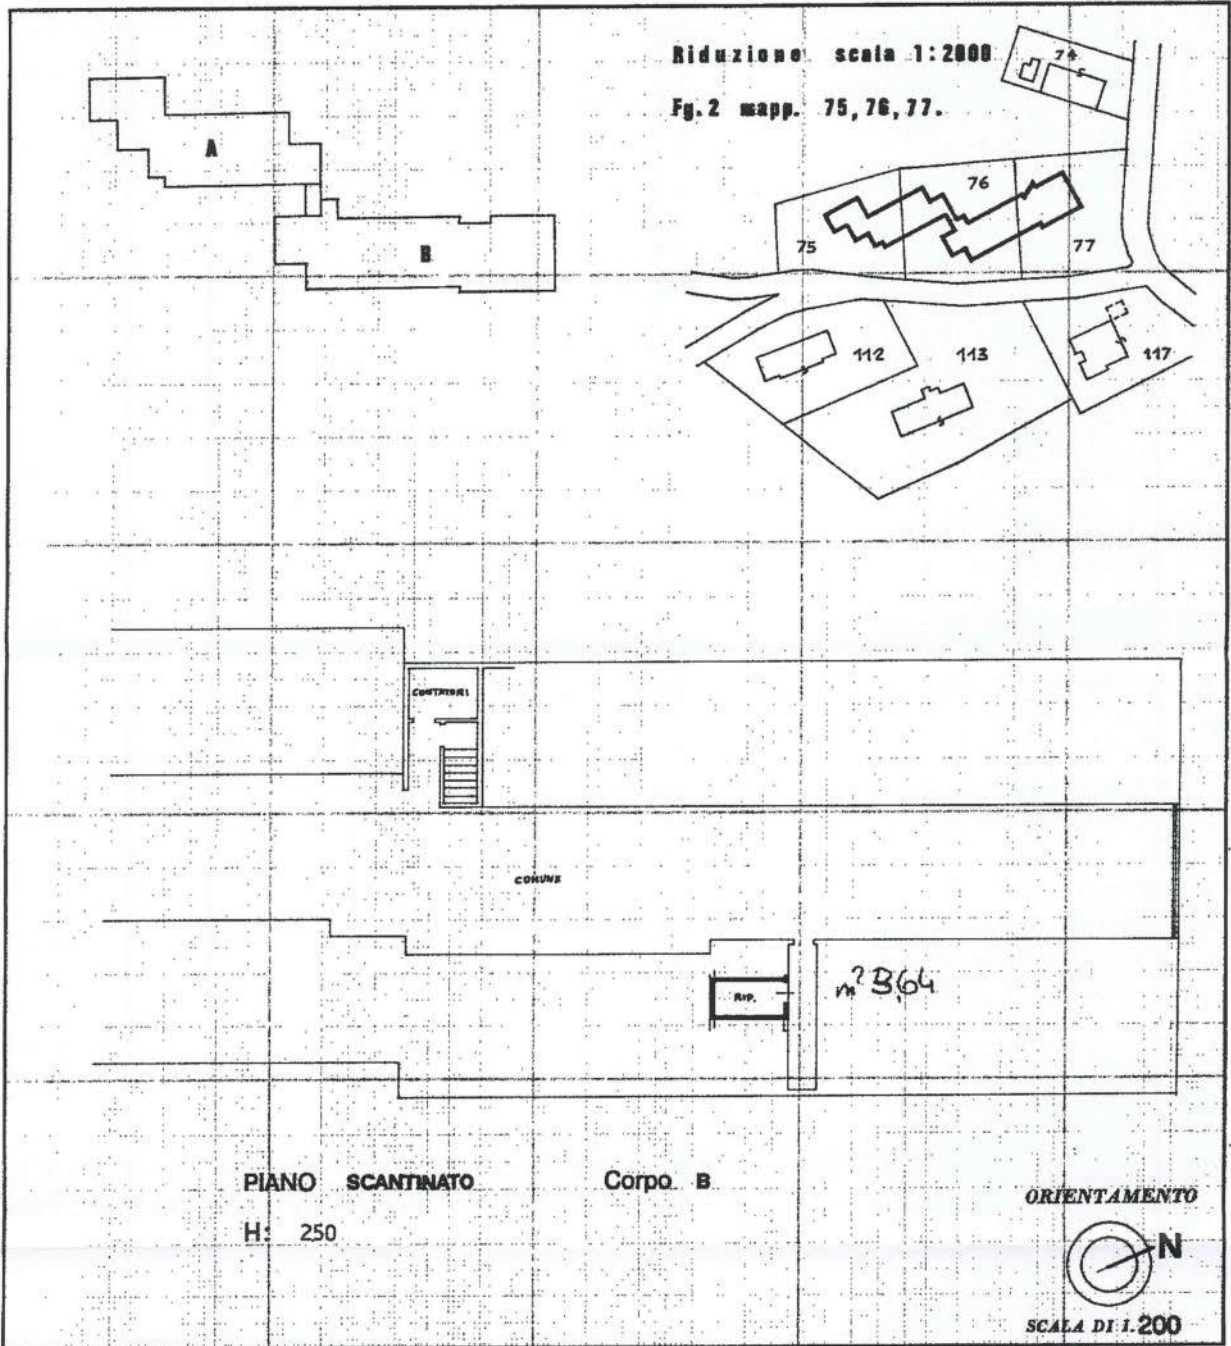 Riduzione scala 1:2000
Fg.2 mapp. 75, 76, 77.
74
A
B
76
75
77
112
113
117
CONTATORI
COMUNE
RIP.
m² 3,64
PIANO SCANTINATO Corpo B
H: 250
ORIENTAMENTO
N
SCALA DI 1.200